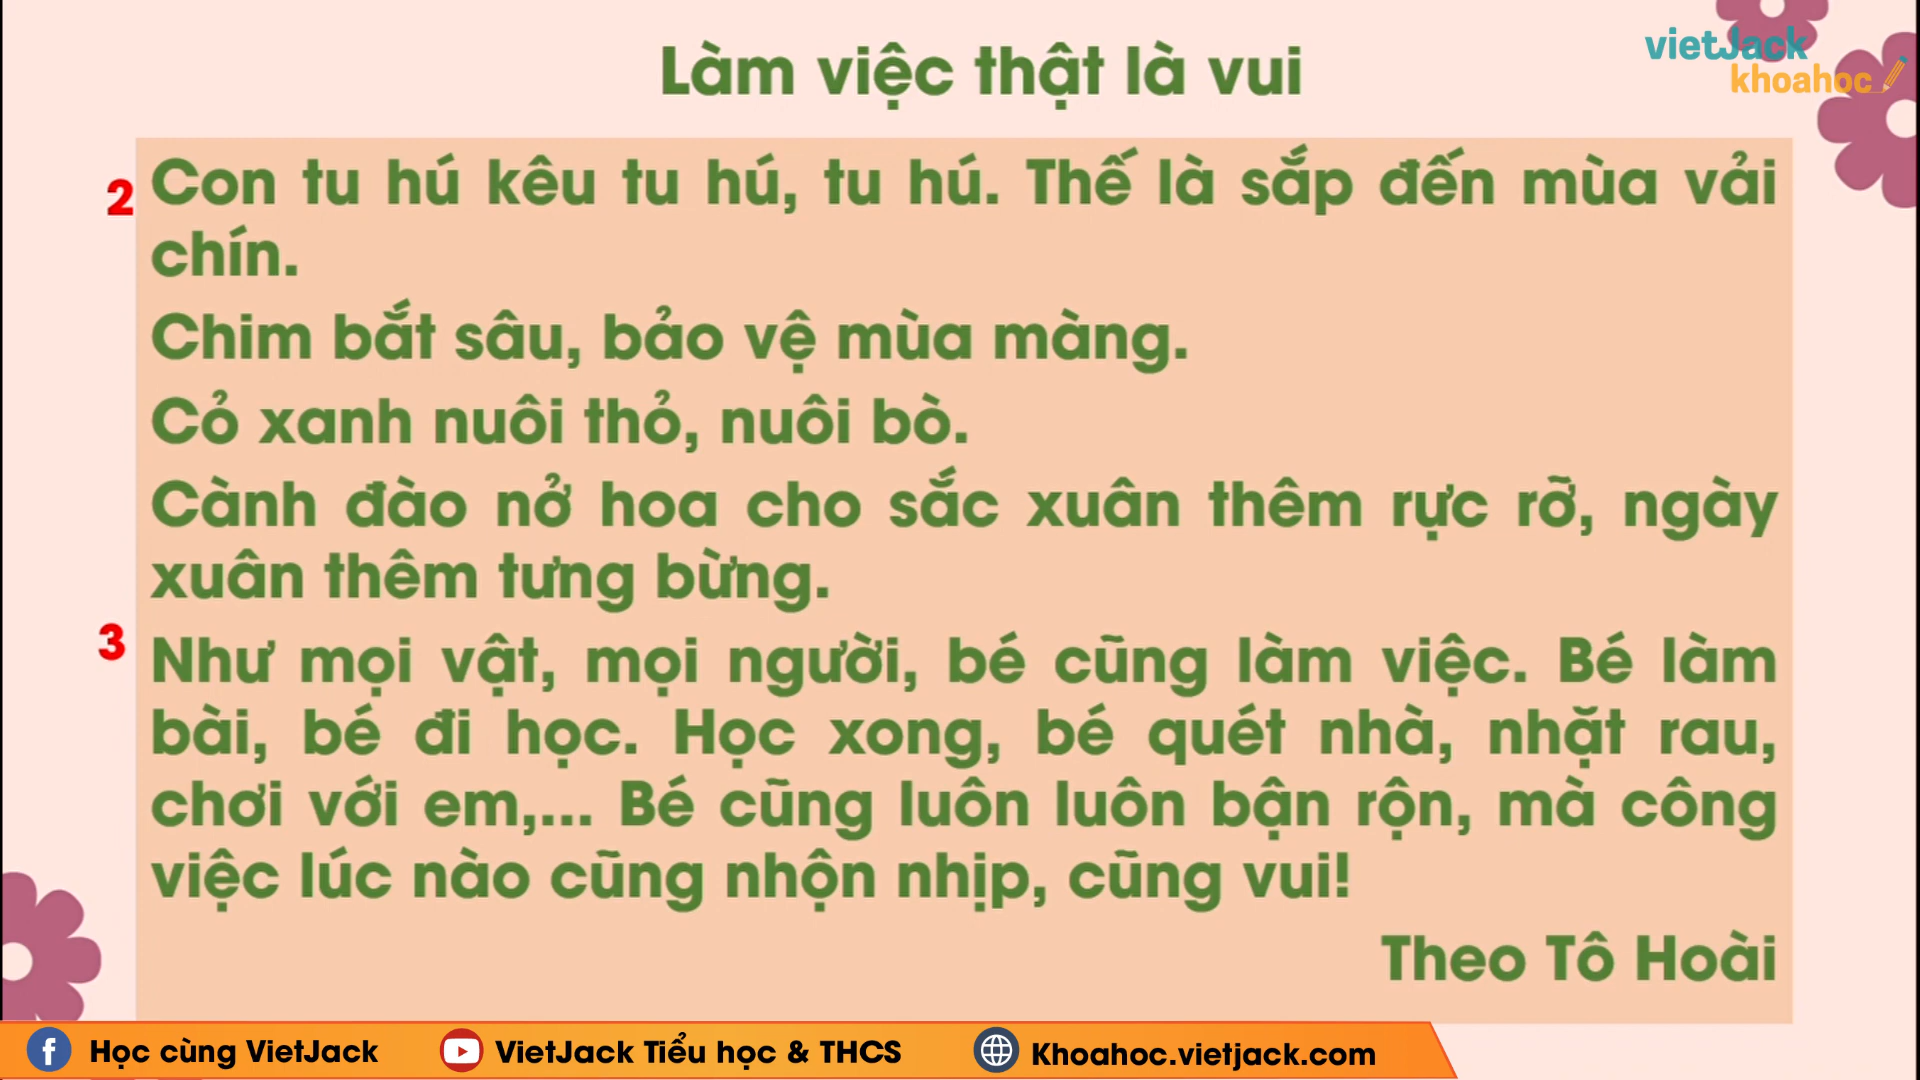 Làm việc thật là vui
vietJack
khoahoc
2 Con tu hú kêu tu hú, tu hú. Thế là sắp đến mùa vải
chín.
Chim bắt sâu, bảo vệ mùa màng.
Cỏ xanh nuôi thỏ, nuôi bò.
Cành đào nở hoa cho sắc xuân thêm rực rỡ, ngày
xuân thêm tưng bừng.
3 Như mọi vật, mọi người, bé cũng làm việc. Bé làm
bài, bé đi học. Học xong, bé quét nhà, nhặt rau,
chơi với em,... Bé cũng luôn luôn bận rộn, mà công
việc lúc nào cũng nhộn nhịp, cũng vui!
Theo Tô Hoài
Học cùng VietJack
VietJack Tiểu học & THCS
Khoahoc.vietjack.com